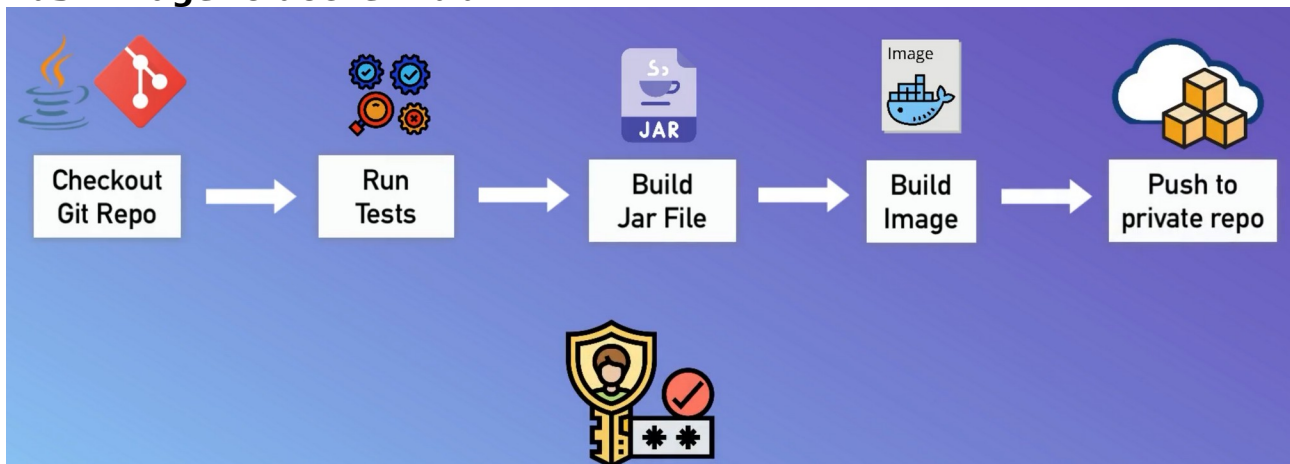 Image
JAR
Checkout
Git Repo
Run
Tests
Build
Jar File
Build
Image
Push to
private repo
**